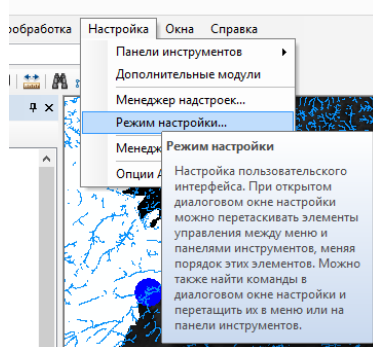 ообработка Настройка Окна Справка
Панели инструментов
Дополнительные модули
Менеджер надстроек...
Режим настройки...
Менедж
Опции A
Режим настройки
Настройка пользовательского
интерфейса. При открытом
диалоговом окне настройки
можно перетаскивать элементы
управления между меню и
панелями инструментов, меняя
порядок этих элементов. Можно
также найти команды в
диалоговом окне настройки и
перетащить их в меню или на
панели инструментов.